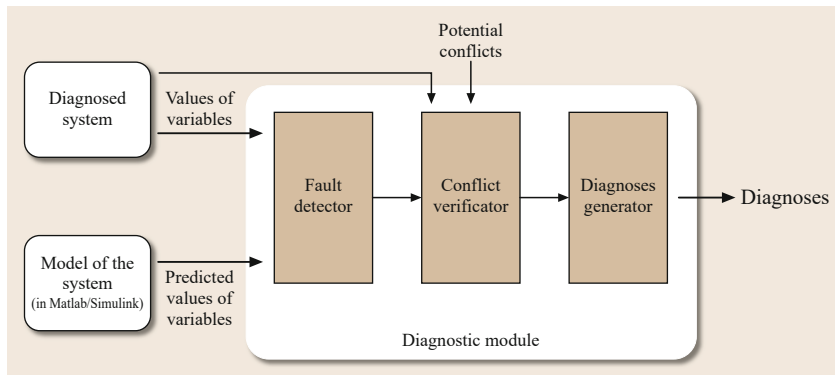 Potential
conflicts
Diagnosed
system
Values of
variables
Fault
detector
Conflict
verificator
Diagnoses
generator
Diagnoses
Model of the
system
(in Matlab/Simulink)
Predicted
values of
variables
Diagnostic module